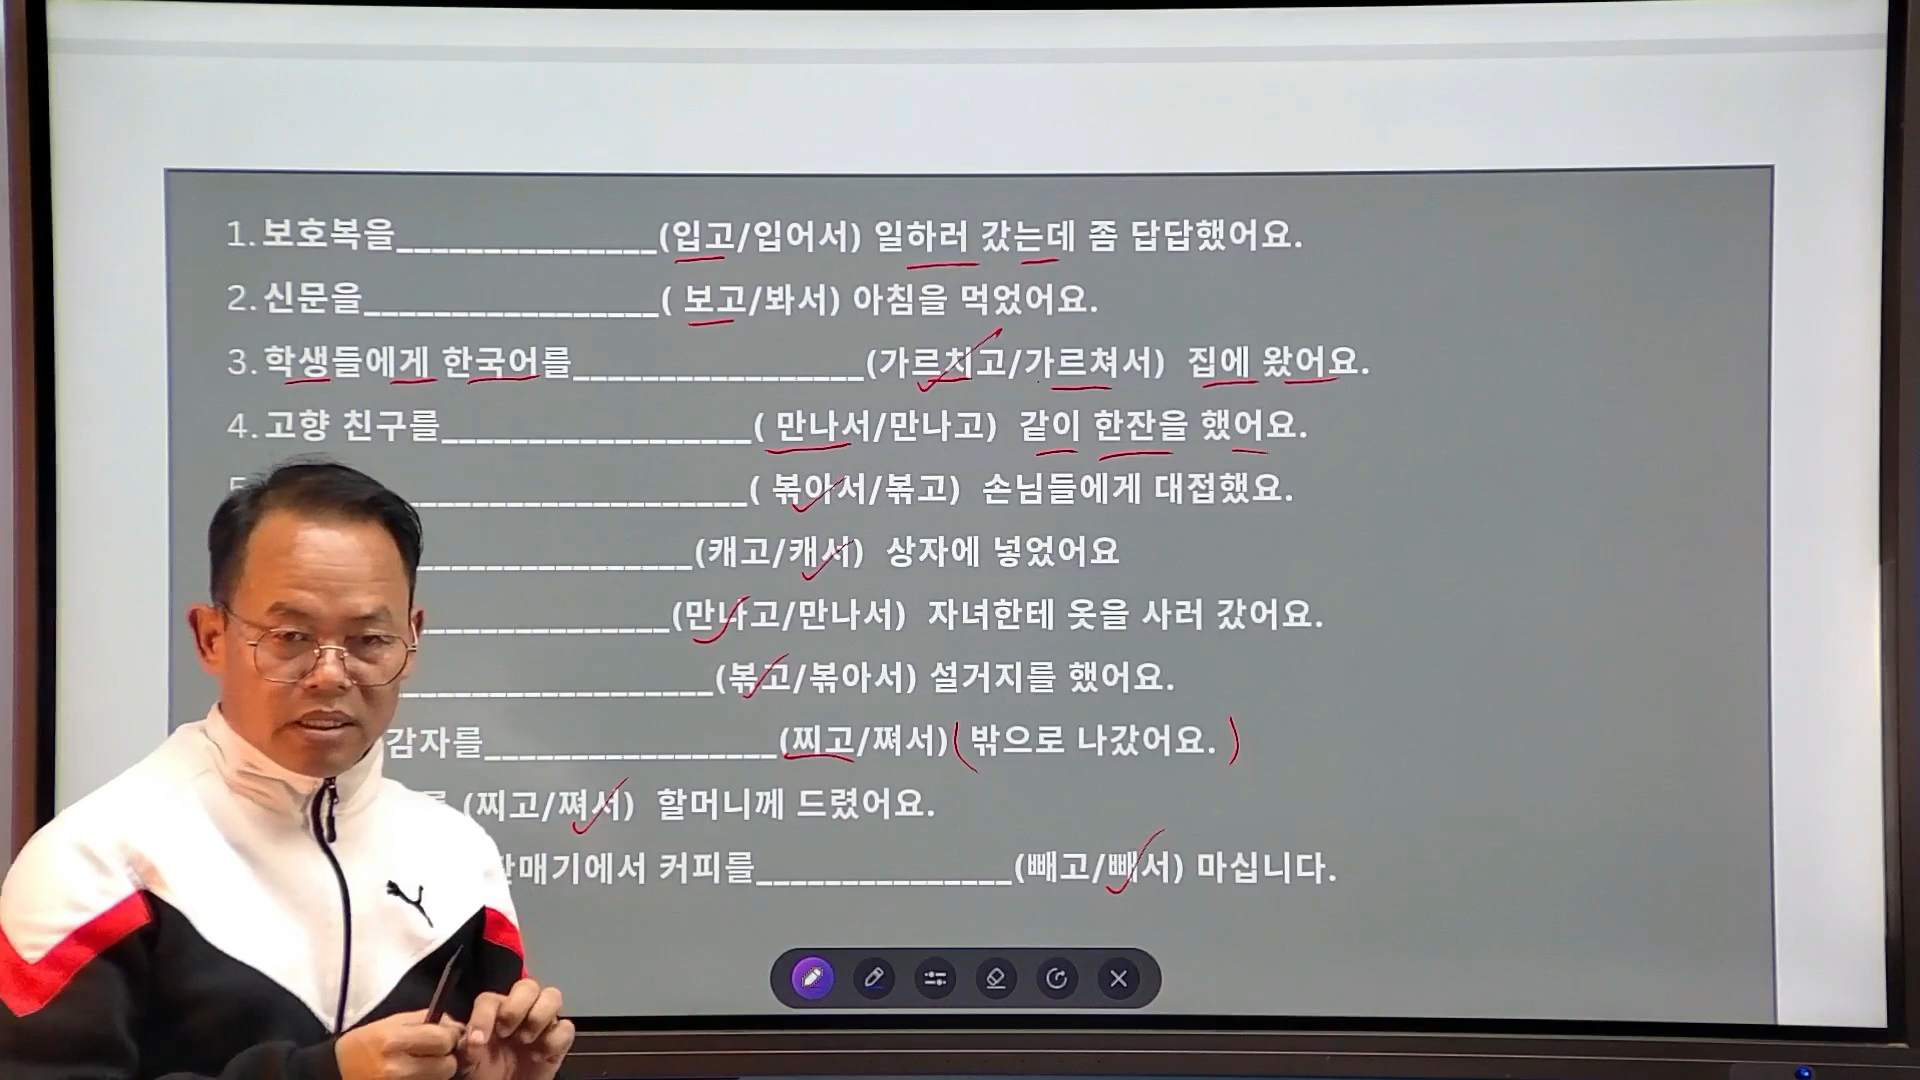 1. 보호복을_______________(입고/입어서) 일하러 갔는데 좀 답답했어요.
2. 신문을_________________( 보고/봐서) 아침을 먹었어요.
3. 학생들에게 한국어를_________________(가르치고/가르쳐서) 집에 왔어요.
4. 고향 친구를__________________( 만나서/만나고) 같이 한잔을 했어요.
___________________( 볶아서/볶고) 손님들에게 대접했요.
________________(캐고/캐서) 상자에 넣었어요
______________(만나고/만나서) 자녀한테 옷을 사러 갔어요.
__________________(볶고/볶아서) 설거지를 했어요.
감자를_________________(찌고/쪄서) 밖으로 나갔어요.
(찌고/쪄서) 할머니께 드렸어요.
판매기에서 커피를_______________(빼고/빼서) 마십니다.